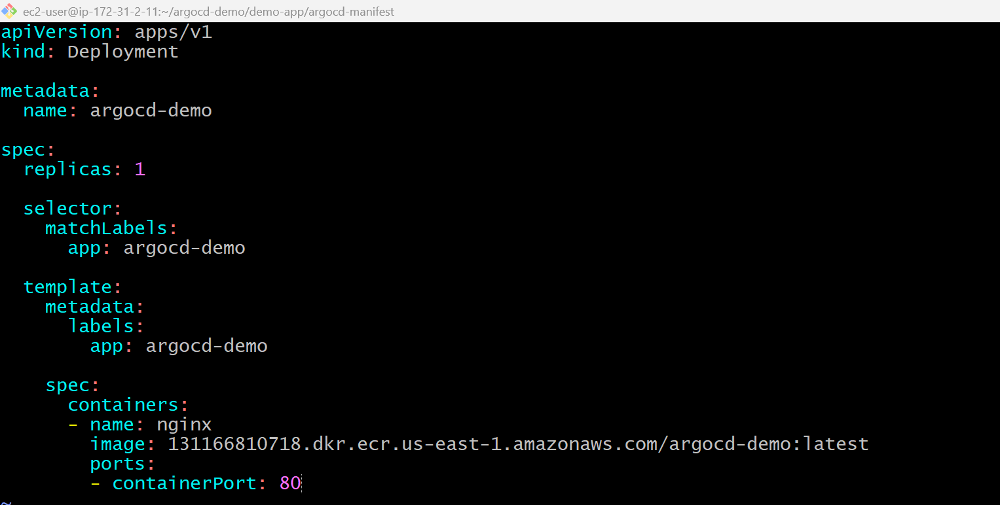 ec2-user@ip-172-31-2-11:~/argocd-demo/demo-app/argocd-manifest
apiVersion: apps/v1
kind: Deployment

metadata:
  name: argocd-demo

spec:
  replicas: 1

  selector:
    matchLabels:
      app: argocd-demo

  template:
    metadata:
      labels:
        app: argocd-demo

    spec:
      containers:
      - name: nginx
        image: 131166810718.dkr.ecr.us-east-1.amazonaws.com/argocd-demo:latest
        ports:
        - containerPort: 80
~